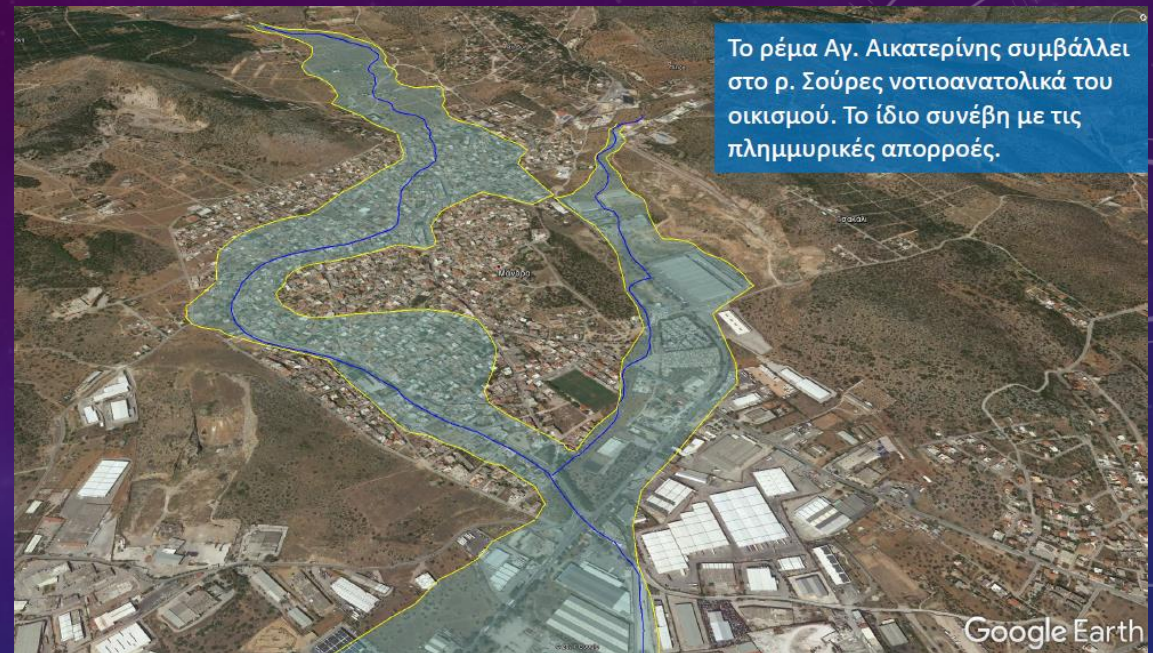 Το ρέμα Αγ. Αικατερίνης συμβάλλει
στο ρ. Σούρες νοτιοανατολικά του
οικισμού. Το ίδιο συνέβη με τις
πλημμυρικές απορροές.
Μάνδρα
Google Earth